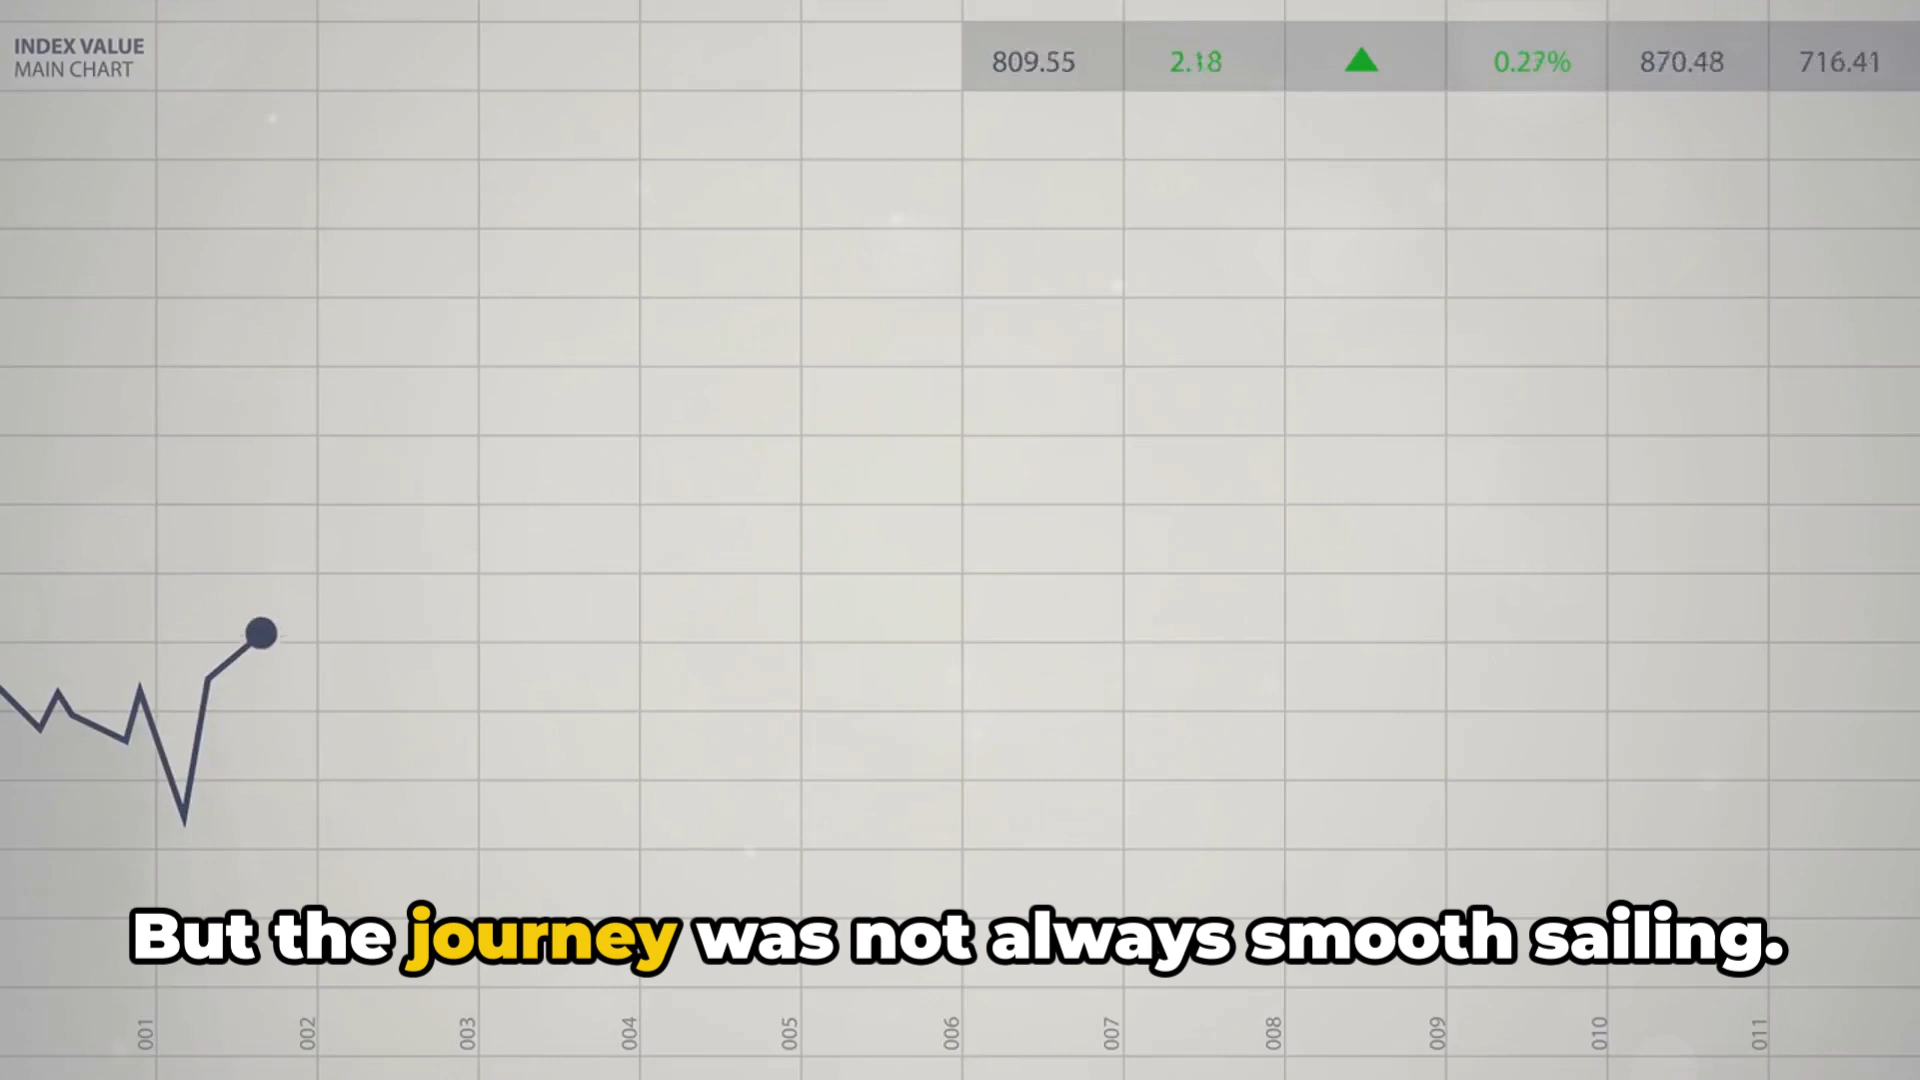 INDEX VALUE
MAIN CHART
809.55 2.18 0.27% 870.48 716.41
But the journey was not always smooth sailing.
001 002 003 004 005 006 007 008 009 010 011